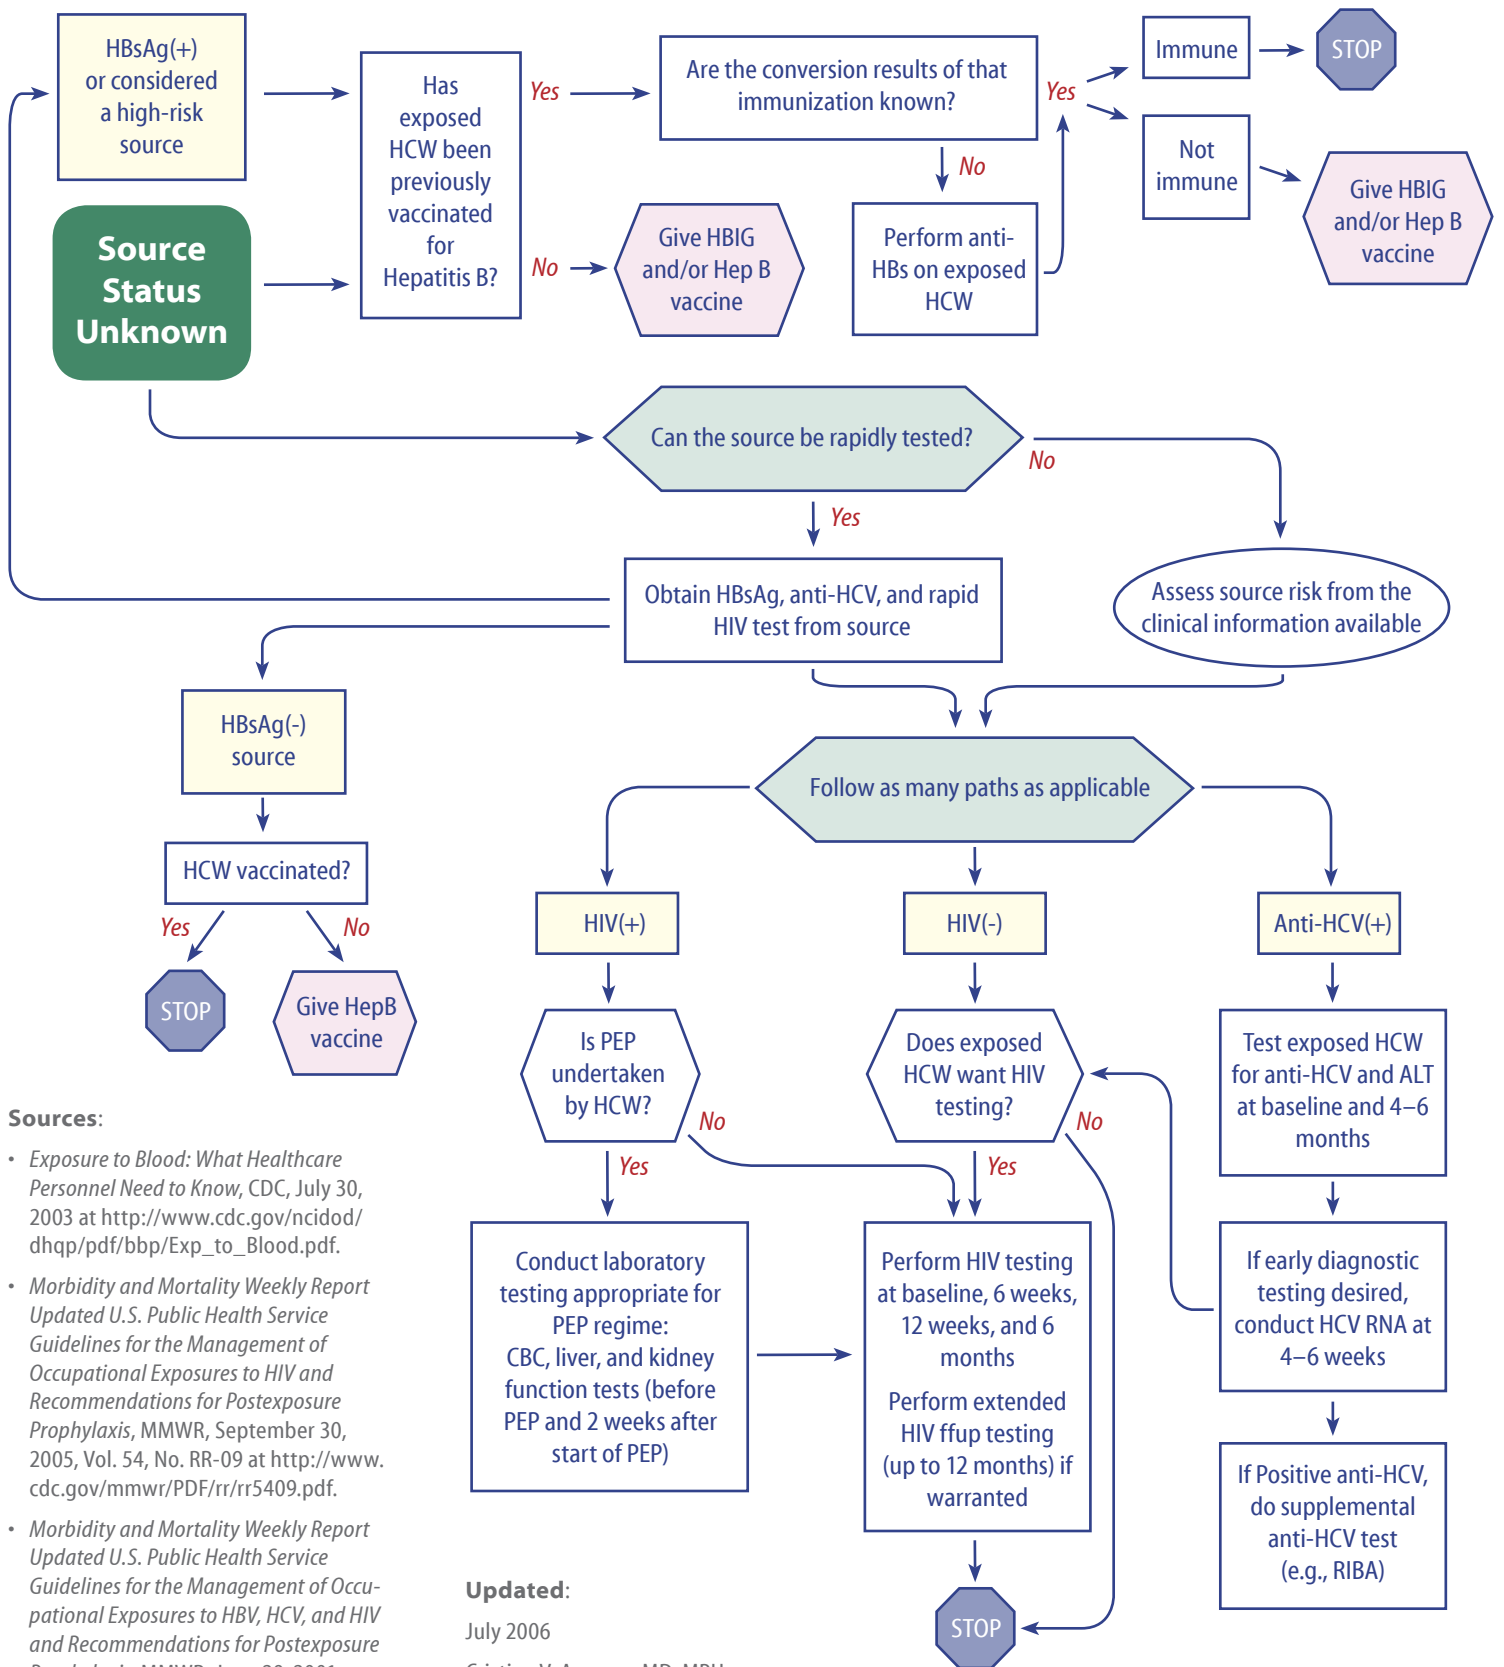 HBsAg(+)
or considered
a high-risk
source
Has
exposed
HCW been
previously
vaccinated
for
Hepatitis B?
Yes
No
Are the conversion results of that
immunization known?
Yes
No
Immune
STOP
Not
immune
Give HBIG
and/or Hep B
vaccine
Perform anti-
HBs on exposed
HCW
Give HBIG
and/or Hep B
vaccine
Source
Status
Unknown
Can the source be rapidly tested?
No
Yes
Obtain HBsAg, anti-HCV, and rapid
HIV test from source
Assess source risk from the
clinical information available
HBsAg(-)
source
HCW vaccinated?
Yes
No
STOP
Give HepB
vaccine
Follow as many paths as applicable
HIV(+)
HIV(-)
Anti-HCV(+)
Is PEP
undertaken
by HCW?
No
Yes
Does exposed
HCW want HIV
testing?
No
Yes
Test exposed HCW
for anti-HCV and ALT
at baseline and 4–6
months
Conduct laboratory
testing appropriate for
PEP regime:
CBC, liver, and kidney
function tests (before
PEP and 2 weeks after
start of PEP)
Perform HIV testing
at baseline, 6 weeks,
12 weeks, and 6
months
Perform extended
HIV ffup testing
(up to 12 months) if
warranted
If early diagnostic
testing desired,
conduct HCV RNA at
4–6 weeks
If Positive anti-HCV,
do supplemental
anti-HCV test
(e.g., RIBA)
STOP
Sources:
• Exposure to Blood: What Healthcare
Personnel Need to Know, CDC, July 30,
2003 at http://www.cdc.gov/ncidod/
dhqp/pdf/bbp/Exp_to_Blood.pdf.
• Morbidity and Mortality Weekly Report
Updated U.S. Public Health Service
Guidelines for the Management of
Occupational Exposures to HIV and
Recommendations for Postexposure
Prophylaxis, MMWR, September 30,
2005, Vol. 54, No. RR-09 at http://www.
cdc.gov/mmwr/PDF/rr/rr5409.pdf.
• Morbidity and Mortality Weekly Report
Updated U.S. Public Health Service
Guidelines for the Management of Occu-
pational Exposures to HBV, HCV, and HIV
and Recommendations for Postexposure
Updated:
July 2006